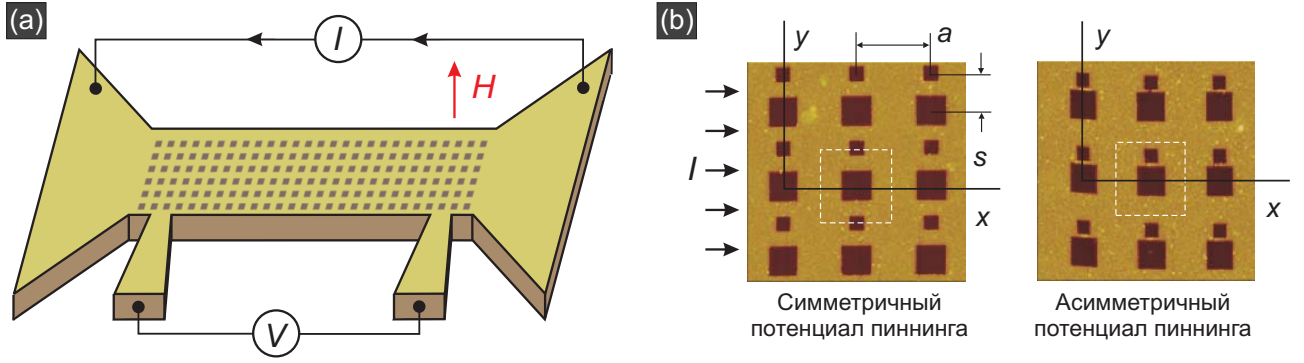 (a)
I
H
V
(b)
y
a
I
s
x
Симметричный
потенциал пиннинга
y
x
Асимметричный
потенциал пиннинга